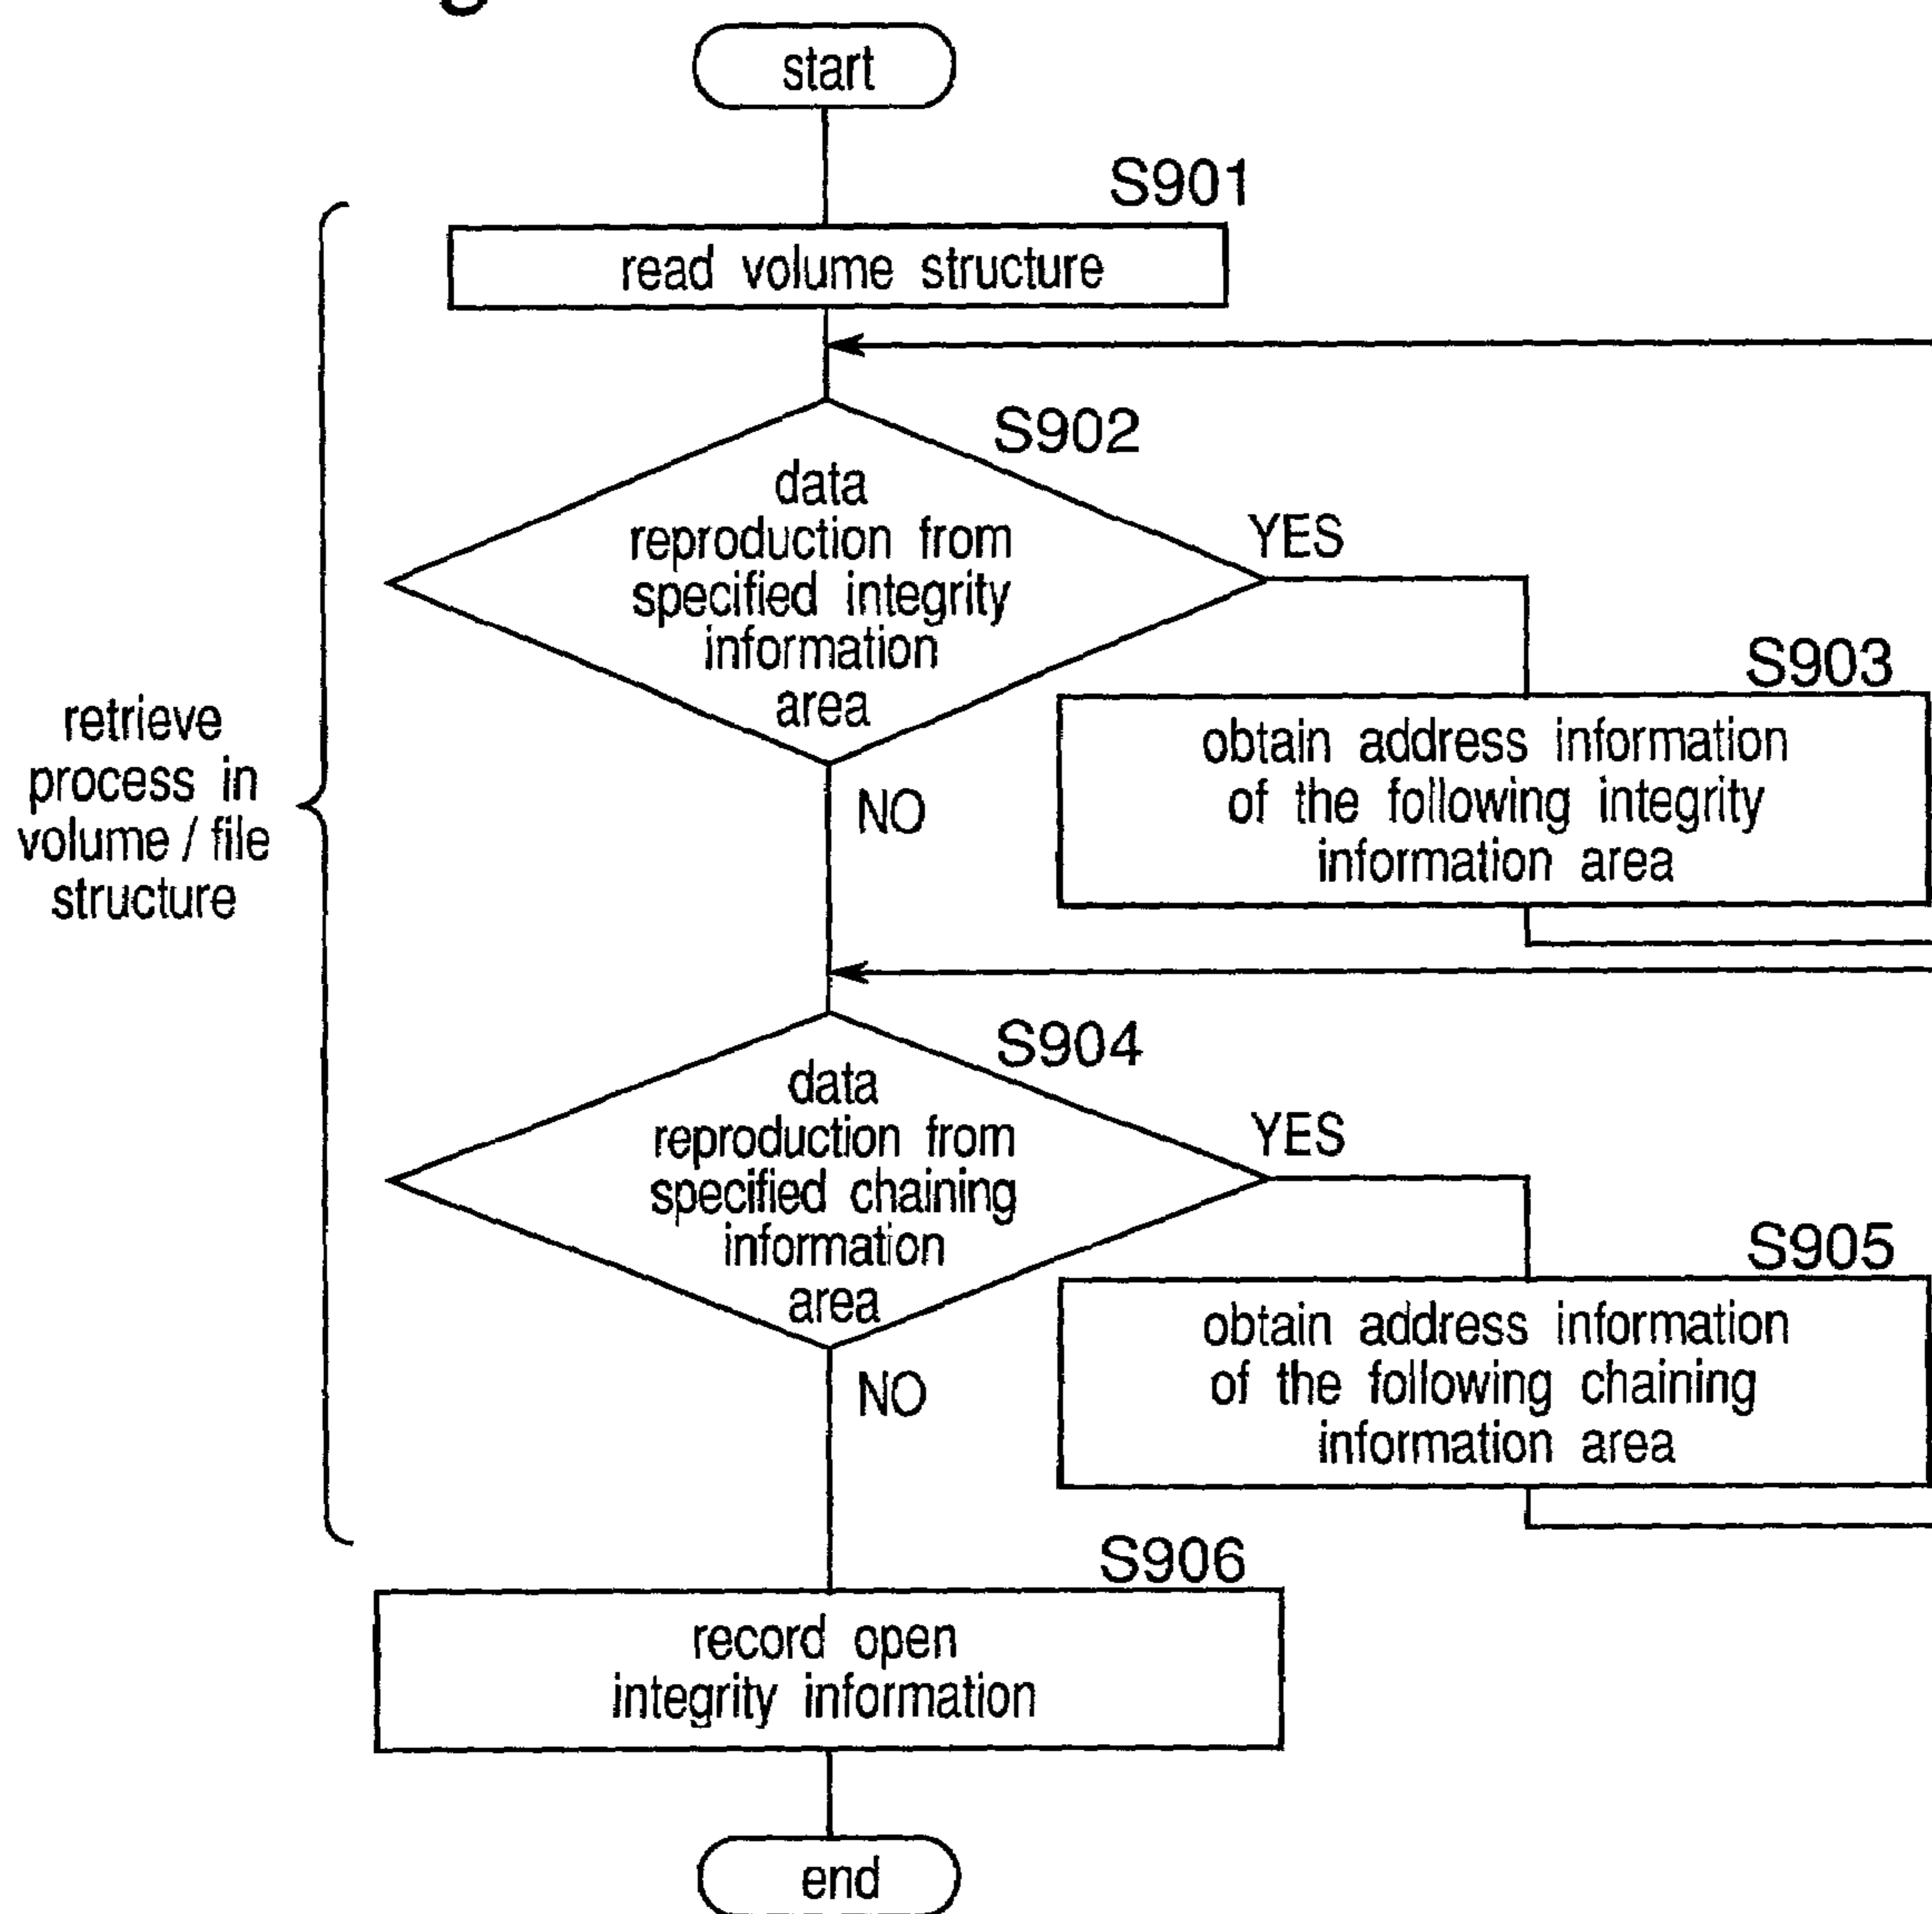 start
S901
read volume structure
S902
data
reproduction from
specified integrity
information
area
YES
S903
obtain address information
of the following integrity
information area
NO
retrieve
process in
volume / file
structure
S904
data
reproduction from
specified chaining
information
area
YES
S905
obtain address information
of the following chaining
information area
NO
S906
record open
integrity information
end